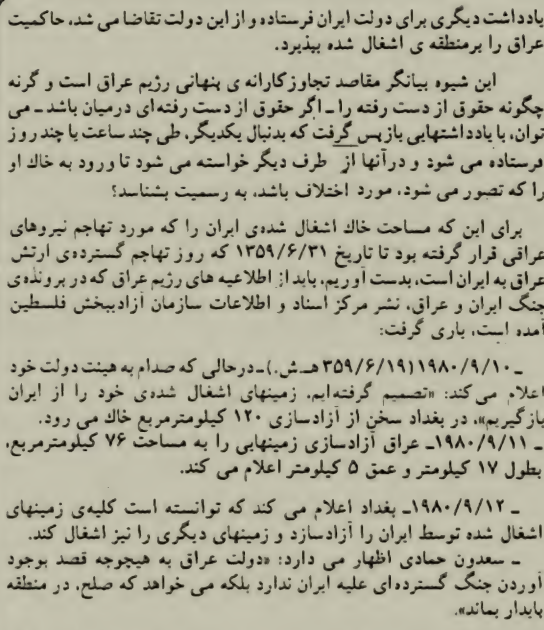 یادداشت دیگری برای دولت ایران فرستاده و از این دولت تقاضا می شد، حاکمیت
عراق را برمنطقه ی اشغال شده بپذیرد.
این شیوه بیانگر مقاصد تجاوزکارانه ی پنهانی رژیم عراق است و گرنه
چگونه حقوق از دست رفته را ـ اگر حقوق از دست رفته‌ای درمیان باشد ـ می
توان، با یادداشتهایی بازپس گرفت که بدنبال یکدیگر، طی چند ساعت یا چند روز
فرستاده می شود و درآنها از طرف دیگر خواسته می شود تا ورود به خاك او
را که تصور می شود، مورد اختلاف باشد، به رسمیت بشناسد؟
برای این که مساحت خاك اشغال شده‌ی ایران را که مورد تهاجم نیروهای
عراقی قرار گرفته بود تا تاریخ ۱۳۵۹/۶/۳۱ که روز تهاجم گسترده‌ی ارتش
عراق به ایران است، بدست آوریم، باید از اطلاعیه های رژیم عراق که در پرونده‌ی
جنگ ایران و عراق، نشر مرکز اسناد و اطلاعات سازمان آزادیبخش فلسطین
آمده است، یاری گرفت:
ـ ۱۹۸۰/۹/۱۰(۳۵۹/۶/۱۹ هـ.ش.)ـ درحالی که صدام به هیئت دولت خود
اعلام می کند: «تصمیم گرفته‌ایم، زمینهای اشغال شده‌ی خود را از ایران
بازگیریم»، در بغداد سخن از آزادسازی ۱۲۰ کیلومترمربع خاك می رود.
ـ ۱۹۸۰/۹/۱۱ـ عراق آزادسازی زمینهایی را به مساحت ۷۶ کیلومترمربع،
بطول ۱۷ کیلومتر و عمق ۵ کیلومتر اعلام می کند.
ـ ۱۹۸۰/۹/۱۲ـ بغداد اعلام می کند که توانسته است کلیه‌ی زمینهای
اشغال شده توسط ایران را آزادسازد و زمینهای دیگری را نیز اشغال کند.
ـ سعدون حمادی اظهار می دارد: «دولت عراق به هیچوجه قصد بوجود
آوردن جنگ گسترده‌ای علیه ایران ندارد بلکه می خواهد که صلح، در منطقه
پایدار بماند».